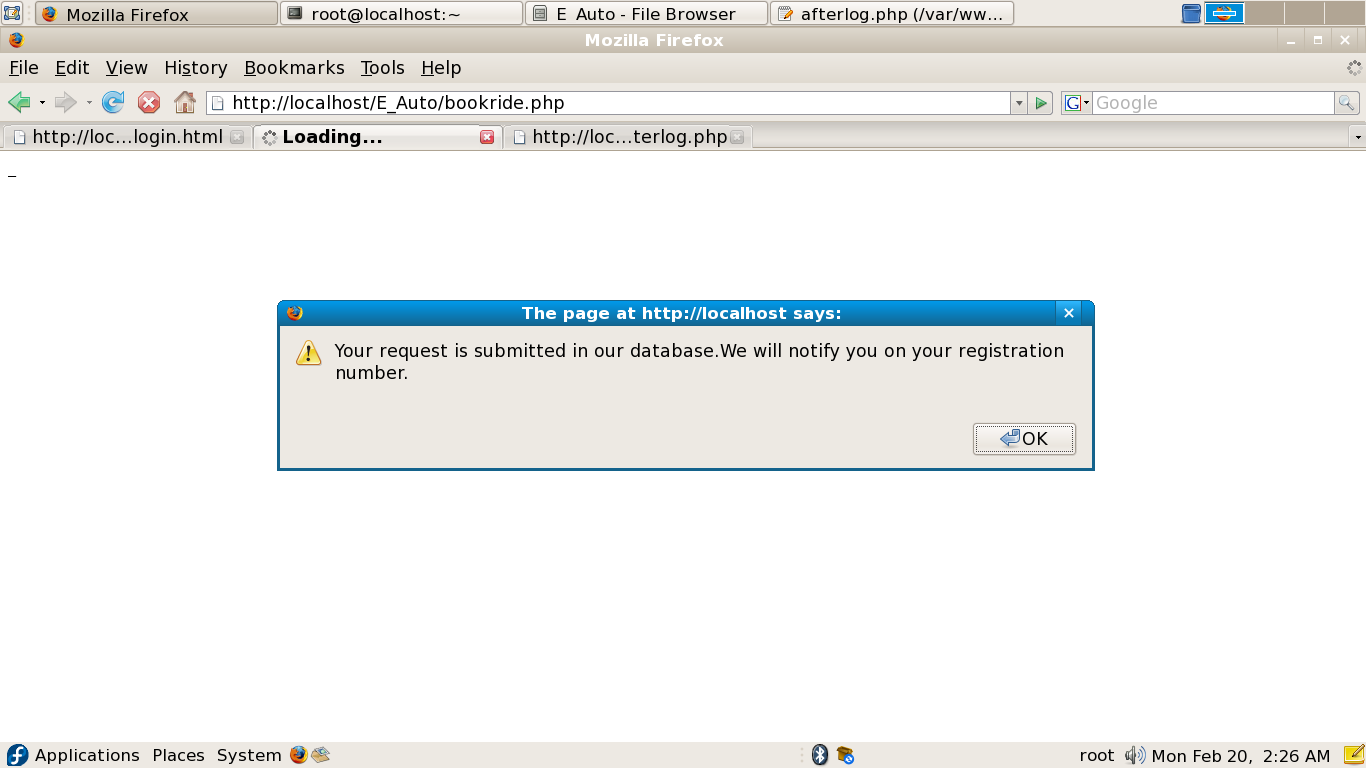 Mozilla Firefox
root@localhost:~
E_Auto - File Browser
afterlog.php (/var/ww...
Mozilla Firefox
File Edit View History Bookmarks Tools Help
http://localhost/E_Auto/bookride.php
G
Google
http://loc...login.html
Loading...
http://loc...terlog.php
_
The page at http://localhost says:
Your request is submitted in our database.We will notify you on your registration
number.
OK
Applications Places System
root
Mon Feb 20, 2:26 AM